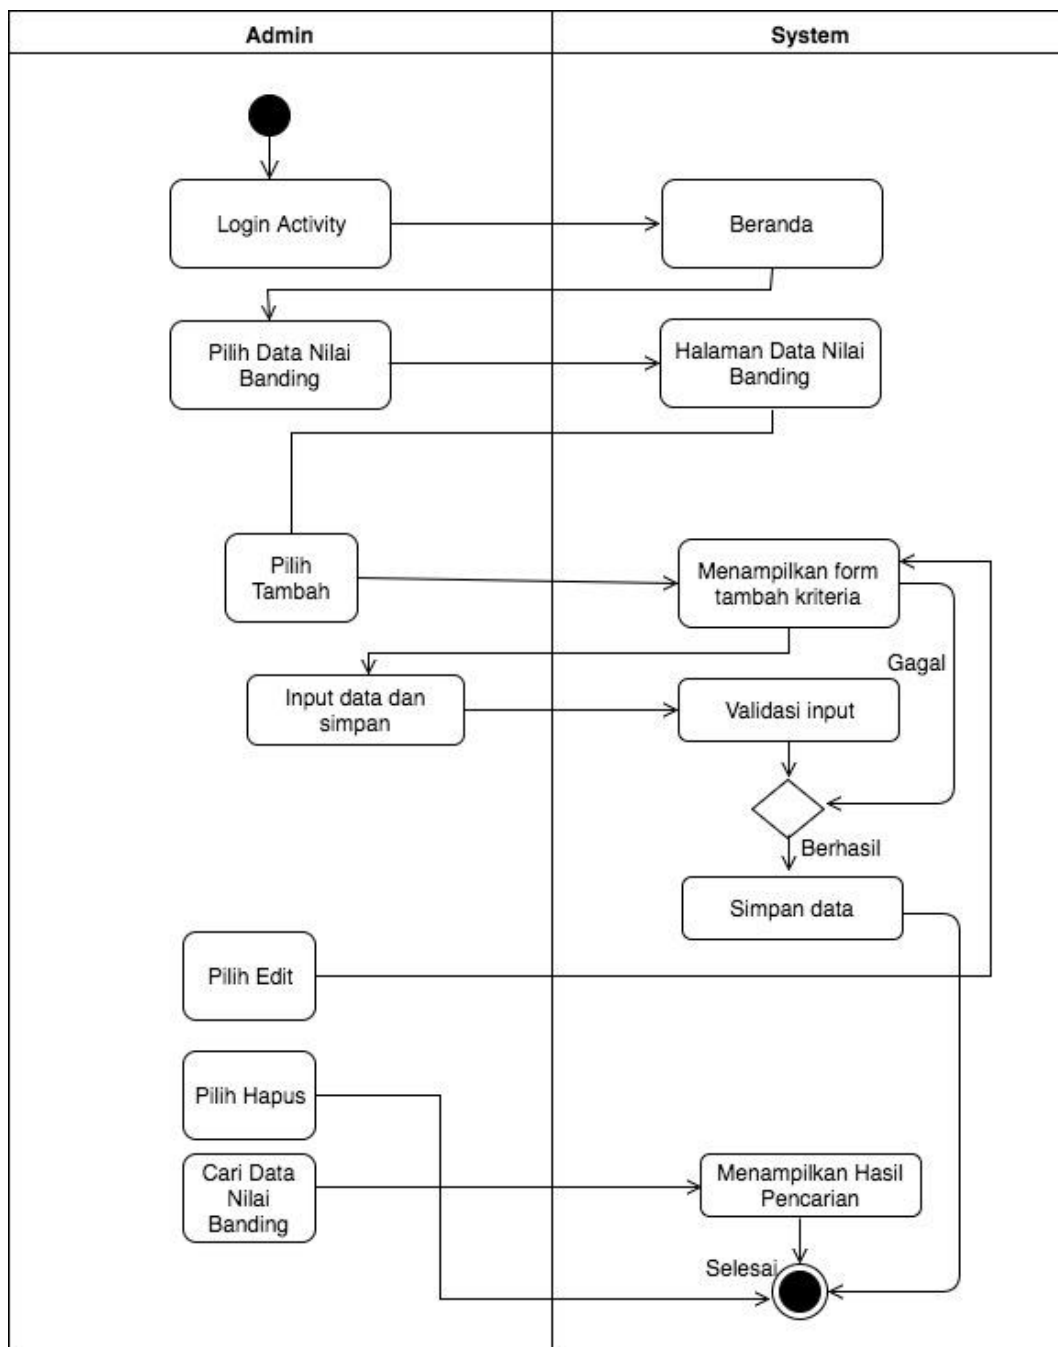 Admin
System
Login Activity
Beranda
Pilih Data Nilai
Banding
Halaman Data Nilai
Banding
Pilih
Tambah
Menampilkan form
tambah kriteria
Gagal
Input data dan
simpan
Validasi input
Berhasil
Simpan data
Pilih Edit
Pilih Hapus
Cari Data
Nilai
Banding
Menampilkan Hasil
Pencarian
Selesai